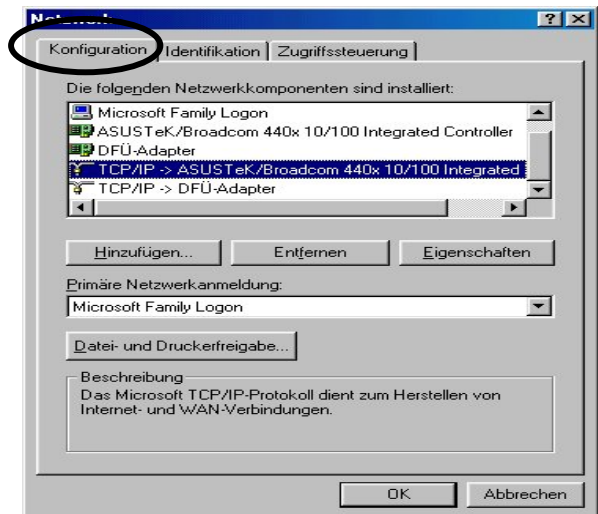 Netzwerk
Konfiguration Identifikation Zugriffssteuerung
Die folgenden Netzwerkkomponenten sind installiert:
Microsoft Family Logon
ASUSTeK/Broadcom 440x 10/100 Integrated Controller
DFÜ-Adapter
TCP/IP -> ASUSTeK/Broadcom 440x 10/100 Integrated
TCP/IP -> DFÜ-Adapter
Hinzufügen... Entfernen Eigenschaften
Primäre Netzwerkanmeldung:
Microsoft Family Logon
Datei- und Druckerfreigabe...
Beschreibung
Das Microsoft TCP/IP-Protokoll dient zum Herstellen von
Internet- und WAN-Verbindungen.
OK Abbrechen